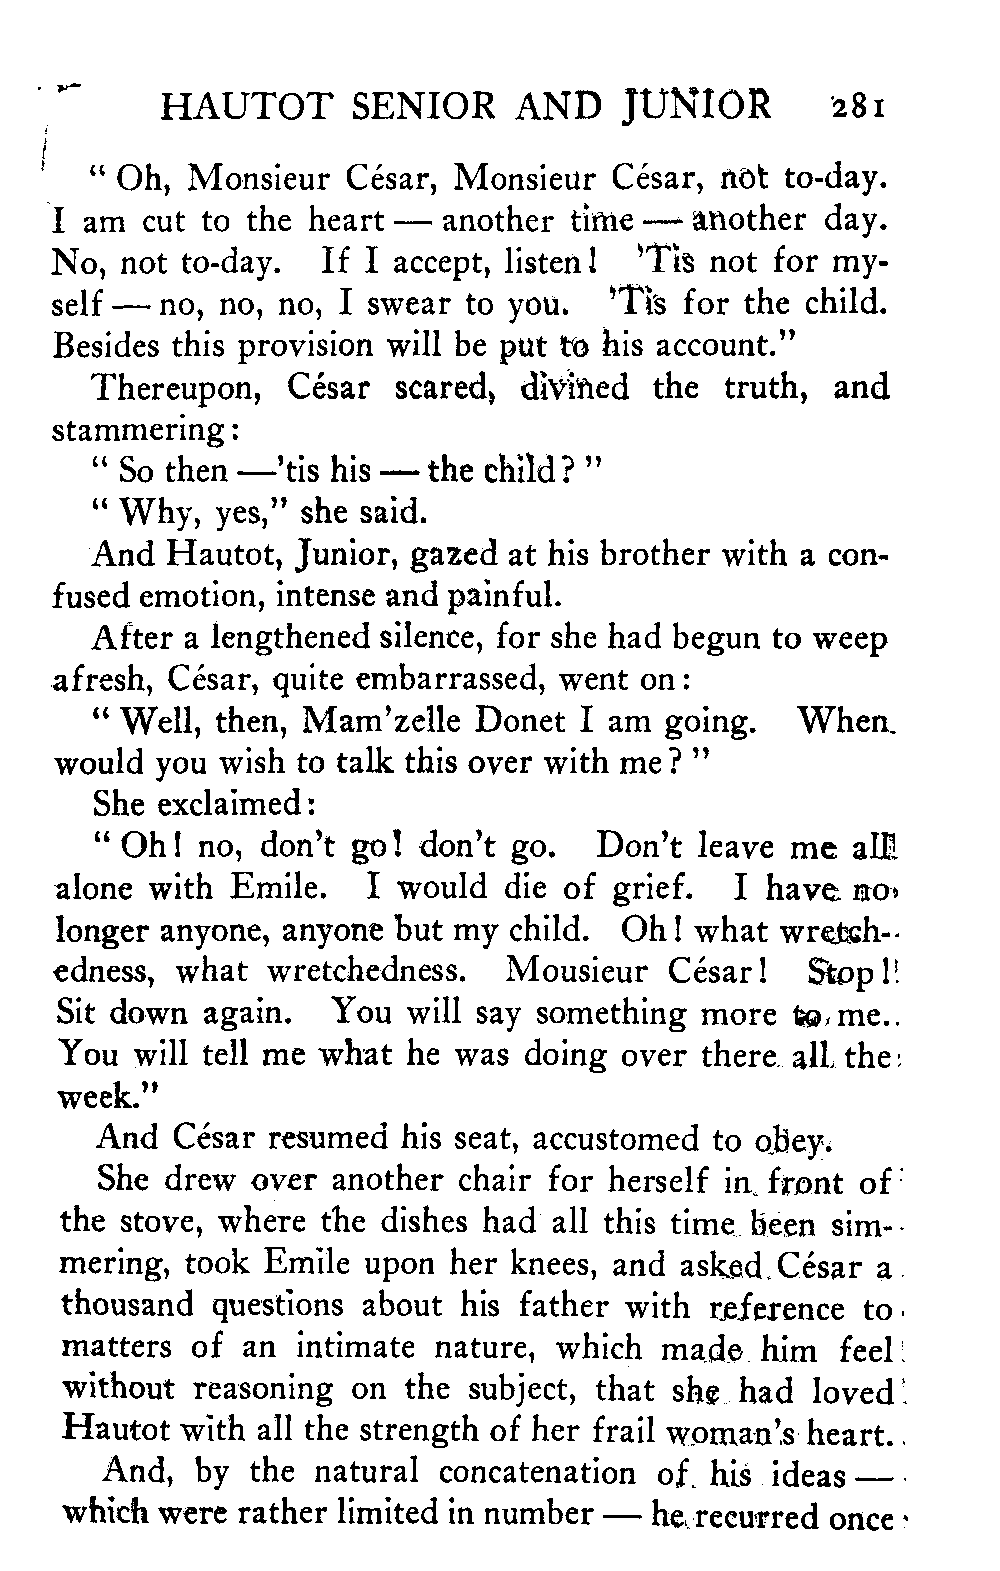 HAUTOT SENIOR AND JUNIOR 281
“ Oh, Monsieur César, Monsieur César, not to-day.
I am cut to the heart — another time — another day.
No, not to-day. If I accept, listen! ’Tis not for my-
self — no, no, no, I swear to you. ’Tis for the child.
Besides this provision will be put to his account.”
Thereupon, César scared, divined the truth, and
stammering:
“ So then —’tis his — the child? ”
“ Why, yes,” she said.
And Hautot, Junior, gazed at his brother with a con-
fused emotion, intense and painful.
After a lengthened silence, for she had begun to weep
afresh, César, quite embarrassed, went on:
“ Well, then, Mam’zelle Donet I am going. When
would you wish to talk this over with me? ”
She exclaimed:
“ Oh! no, don’t go! don’t go. Don’t leave me all
alone with Emile. I would die of grief. I have no
longer anyone, anyone but my child. Oh! what wretch-
edness, what wretchedness. Mousieur César! Stop!
Sit down again. You will say something more to me.
You will tell me what he was doing over there all the
week.”
And César resumed his seat, accustomed to obey.
She drew over another chair for herself in front of
the stove, where the dishes had all this time been sim-
mering, took Emile upon her knees, and asked César a
thousand questions about his father with reference to
matters of an intimate nature, which made him feel
without reasoning on the subject, that she had loved
Hautot with all the strength of her frail woman’s heart.
And, by the natural concatenation of his ideas —
which were rather limited in number — he recurred once